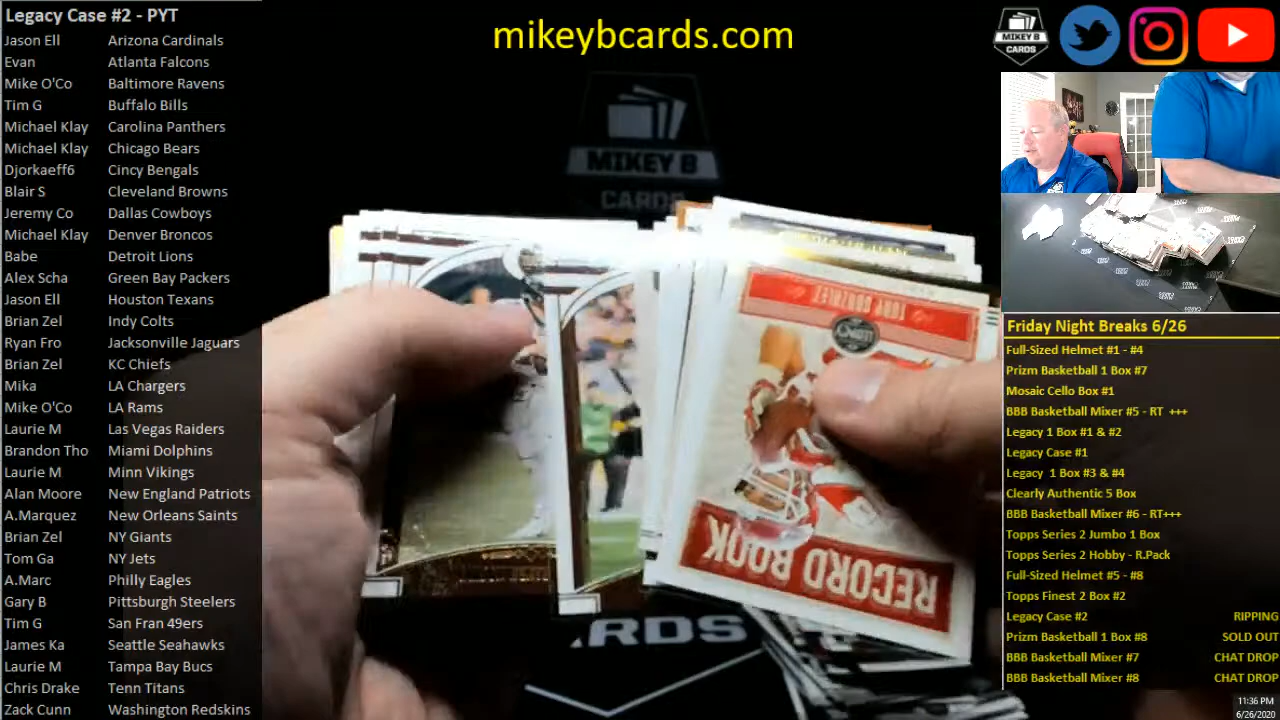 Legacy Case #2 - PYT
Jason Ell Arizona Cardinals
Evan Atlanta Falcons
Mike O'Co Baltimore Ravens
Tim G Buffalo Bills
Michael Klay Carolina Panthers
Michael Klay Chicago Bears
Djorkaeff6 Cincy Bengals
Blair S Cleveland Browns
Jeremy Co Dallas Cowboys
Michael Klay Denver Broncos
Babe Detroit Lions
Alex Scha Green Bay Packers
Jason Ell Houston Texans
Brian Zel Indy Colts
Ryan Fro Jacksonville Jaguars
Brian Zel KC Chiefs
Mika LA Chargers
Mike O'Co LA Rams
Laurie M Las Vegas Raiders
Brandon Tho Miami Dolphins
Laurie M Minn Vikings
Alan Moore New England Patriots
A.Marquez New Orleans Saints
Brian Zel NY Giants
Tom Ga NY Jets
A.Marc Philly Eagles
Gary B Pittsburgh Steelers
Tim G San Fran 49ers
James Ka Seattle Seahawks
Laurie M Tampa Bay Bucs
Chris Drake Tenn Titans
Zack Cunn Washington Redskins
mikeybcards.com
MIKEY B
CARDS
TONY GONZALEZ
RECORD BOOK
ARDS
MIKEY B
CARDS
Friday Night Breaks 6/26
Full-Sized Helmet #1 - #4
Prizm Basketball 1 Box #7
Mosaic Cello Box #1
BBB Basketball Mixer #5 - RT +++
Legacy 1 Box #1 & #2
Legacy Case #1
Legacy 1 Box #3 & #4
Clearly Authentic 5 Box
BBB Basketball Mixer #6 - RT+++
Topps Series 2 Jumbo 1 Box
Topps Series 2 Hobby - R.Pack
Full-Sized Helmet #5 - #8
Topps Finest 2 Box #2
Legacy Case #2 RIPPING
Prizm Basketball 1 Box #8 SOLD OUT
BBB Basketball Mixer #7 CHAT DROP
BBB Basketball Mixer #8 CHAT DROP
11:36 PM
6/26/2020